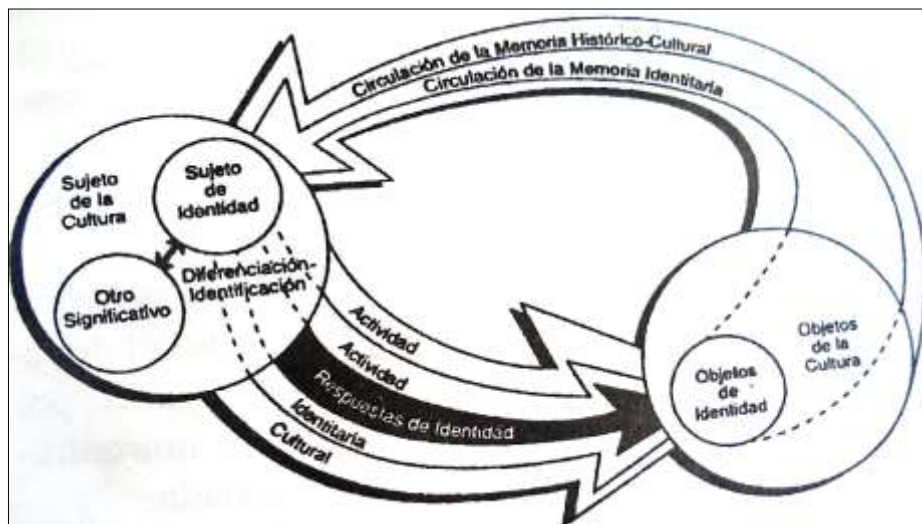 Circulación de la Memoria Histórico-Cultural
Circulación de la Memoria Identitaria
Sujeto
de la
Cultura
Sujeto
de
Identidad
Diferenciación-
Identificación
Otro
Significativo
Actividad
Actividad
Respuestas de Identidad
Identitaria
Cultural
Objetos
de la
Cultura
Objetos
de
Identidad